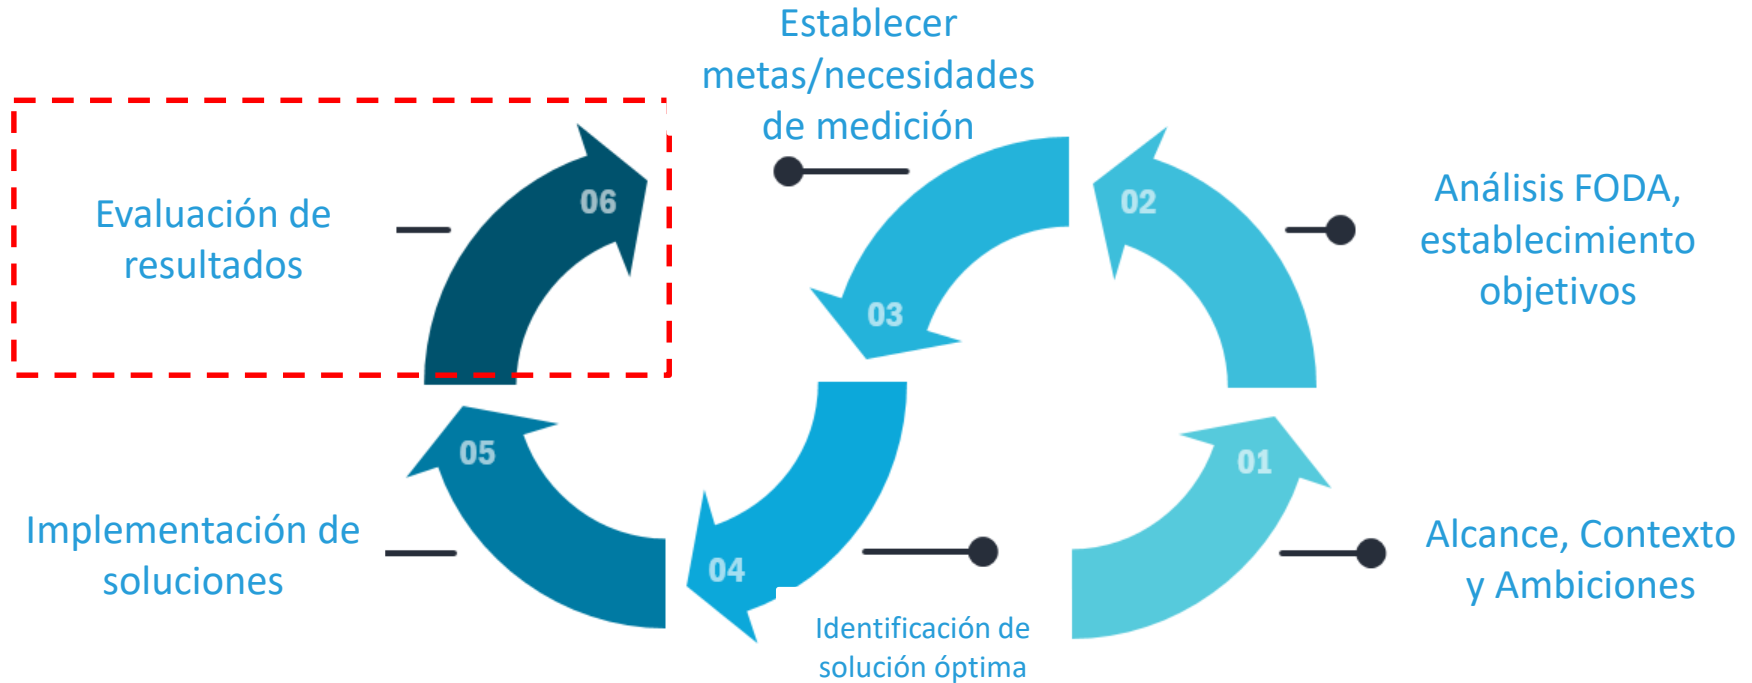 Establecer
metas/necesidades
de medición
06
Evaluación de
resultados
02
Análisis FODA,
establecimiento
objetivos
03
05
01
Implementación de
soluciones
04
Alcance, Contexto
y Ambiciones
Identificación de
solución óptima